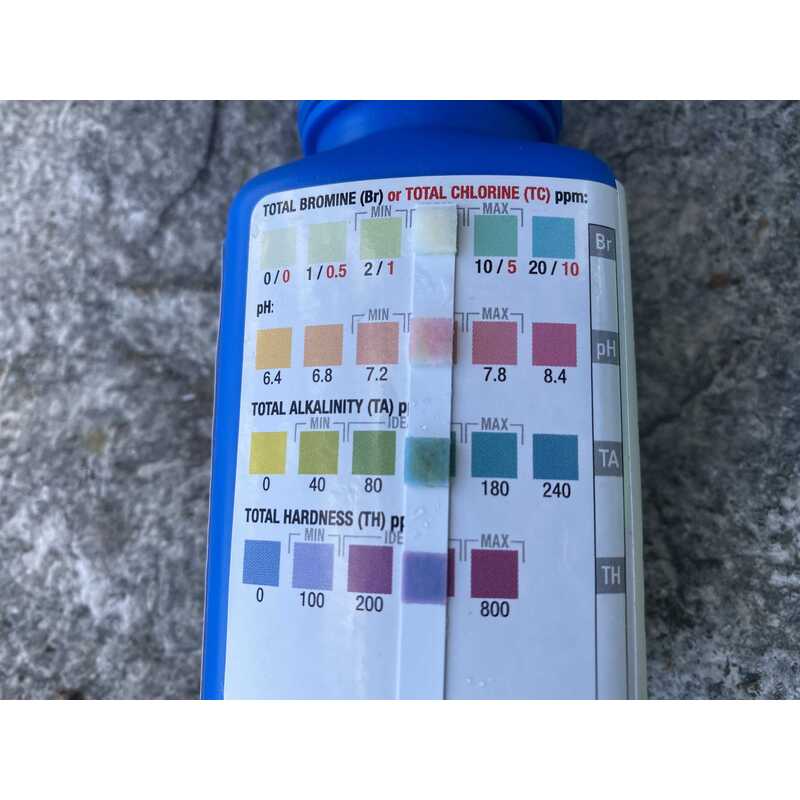 TOTAL BROMINE (Br) or TOTAL CHLORINE (TC) ppm:
MIN MAX
Br
0/0 1/0.5 2/1 10/5 20/10
pH:
MIN MAX
pH
6.4 6.8 7.2 7.8 8.4
TOTAL ALKALINITY (TA) p
MIN IDE MAX
TA
0 40 80 180 240
TOTAL HARDNESS (TH) pp
MIN IDE MAX
TH
0 100 200 800